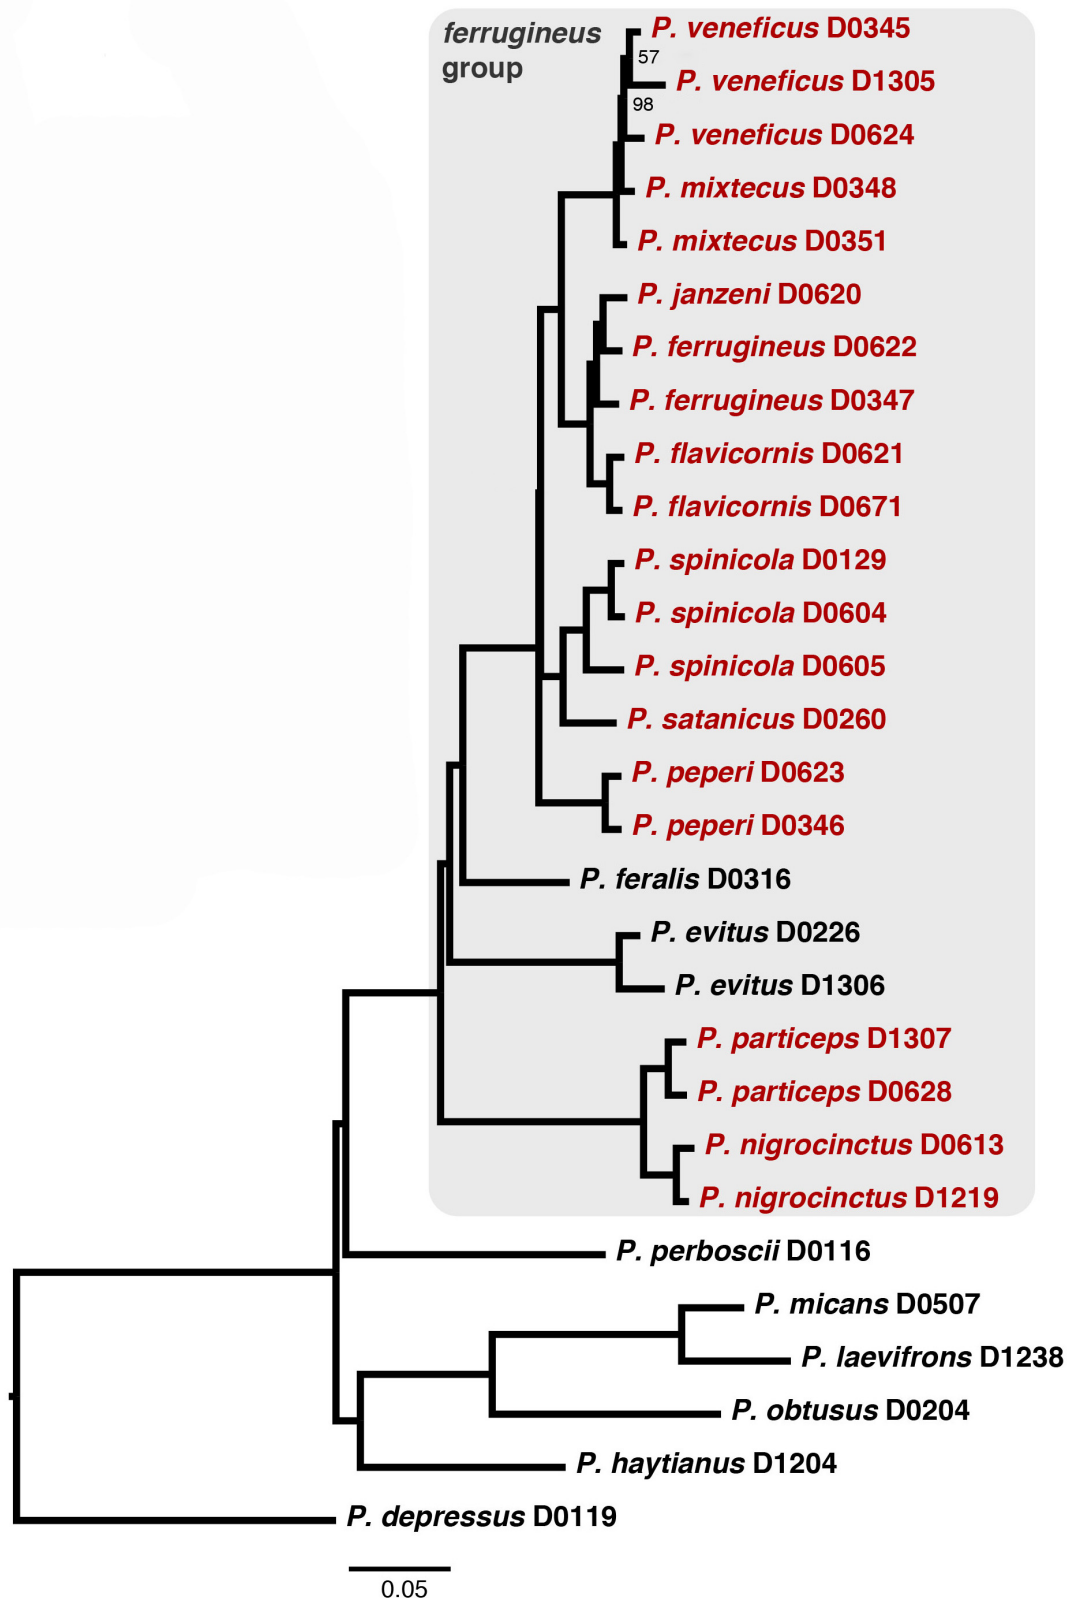 ferrugineus
group
P. veneficus D0345
57
P. veneficus D1305
98
P. veneficus D0624
P. mixtecus D0348
P. mixtecus D0351
P. janzeni D0620
P. ferrugineus D0622
P. ferrugineus D0347
P. flavicornis D0621
P. flavicornis D0671
P. spinicola D0129
P. spinicola D0604
P. spinicola D0605
P. satanicus D0260
P. peperi D0623
P. peperi D0346
P. feralis D0316
P. evitus D0226
P. evitus D1306
P. particeps D1307
P. particeps D0628
P. nigrocinctus D0613
P. nigrocinctus D1219
P. perboscii D0116
P. micans D0507
P. laevifrons D1238
P. obtusus D0204
P. haytianus D1204
P. depressus D0119
0.05